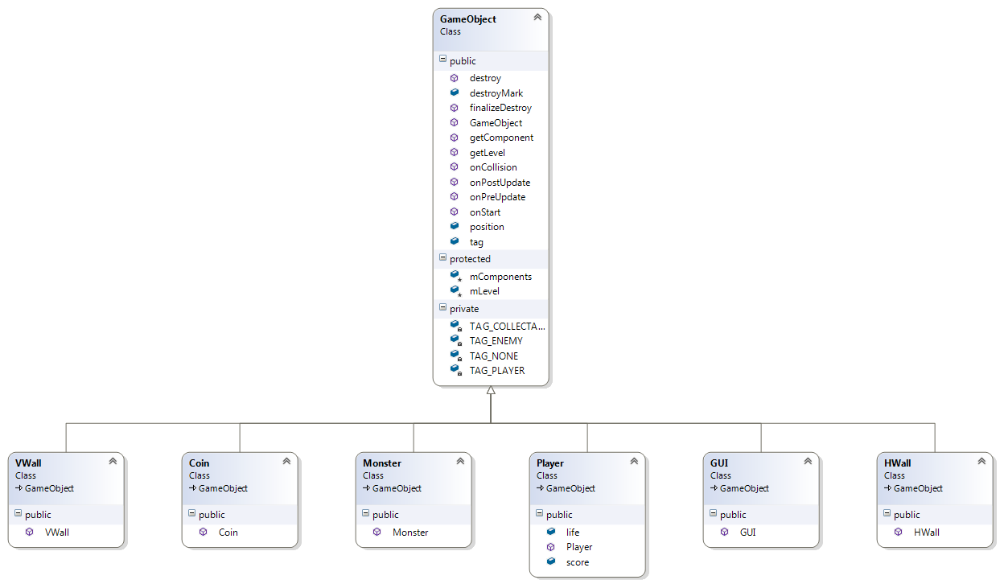 GameObject
Class
public
destroy
destroyMark
finalizeDestroy
GameObject
getComponent
getLevel
onCollision
onPostUpdate
onPreUpdate
onStart
position
tag
protected
mComponents
mLevel
private
TAG_COLLECTA...
TAG_ENEMY
TAG_NONE
TAG_PLAYER
VWall
Class
GameObject
public
VWall
Coin
Class
GameObject
public
Coin
Monster
Class
GameObject
public
Monster
Player
Class
GameObject
public
life
Player
score
GUI
Class
GameObject
public
GUI
HWall
Class
GameObject
public
HWall